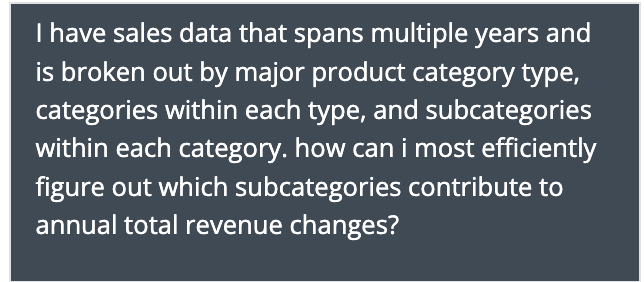 I have sales data that spans multiple years and
is broken out by major product category type,
categories within each type, and subcategories
within each category. how can i most efficiently
figure out which subcategories contribute to
annual total revenue changes?